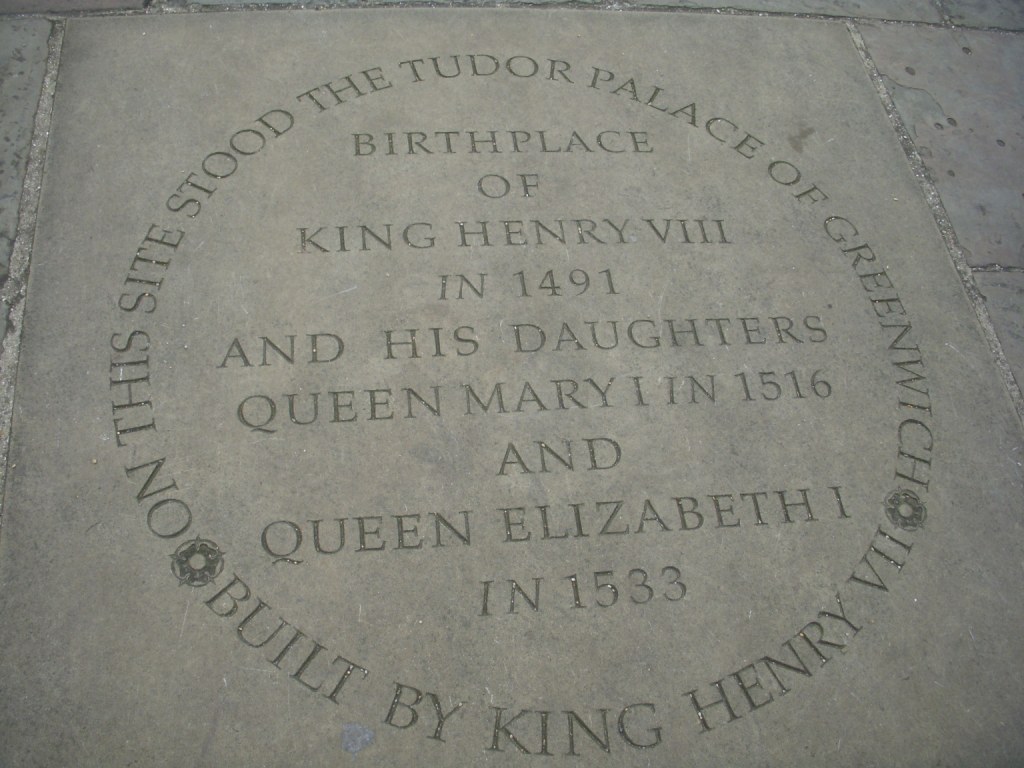 ON THIS SITE STOOD THE TUDOR PALACE OF GREENWICH
BIRTHPLACE
OF
KING HENRY VIII
IN 1491
AND HIS DAUGHTERS
QUEEN MARY I IN 1516
AND
QUEEN ELIZABETH I
IN 1533
BUILT BY KING HENRY VII